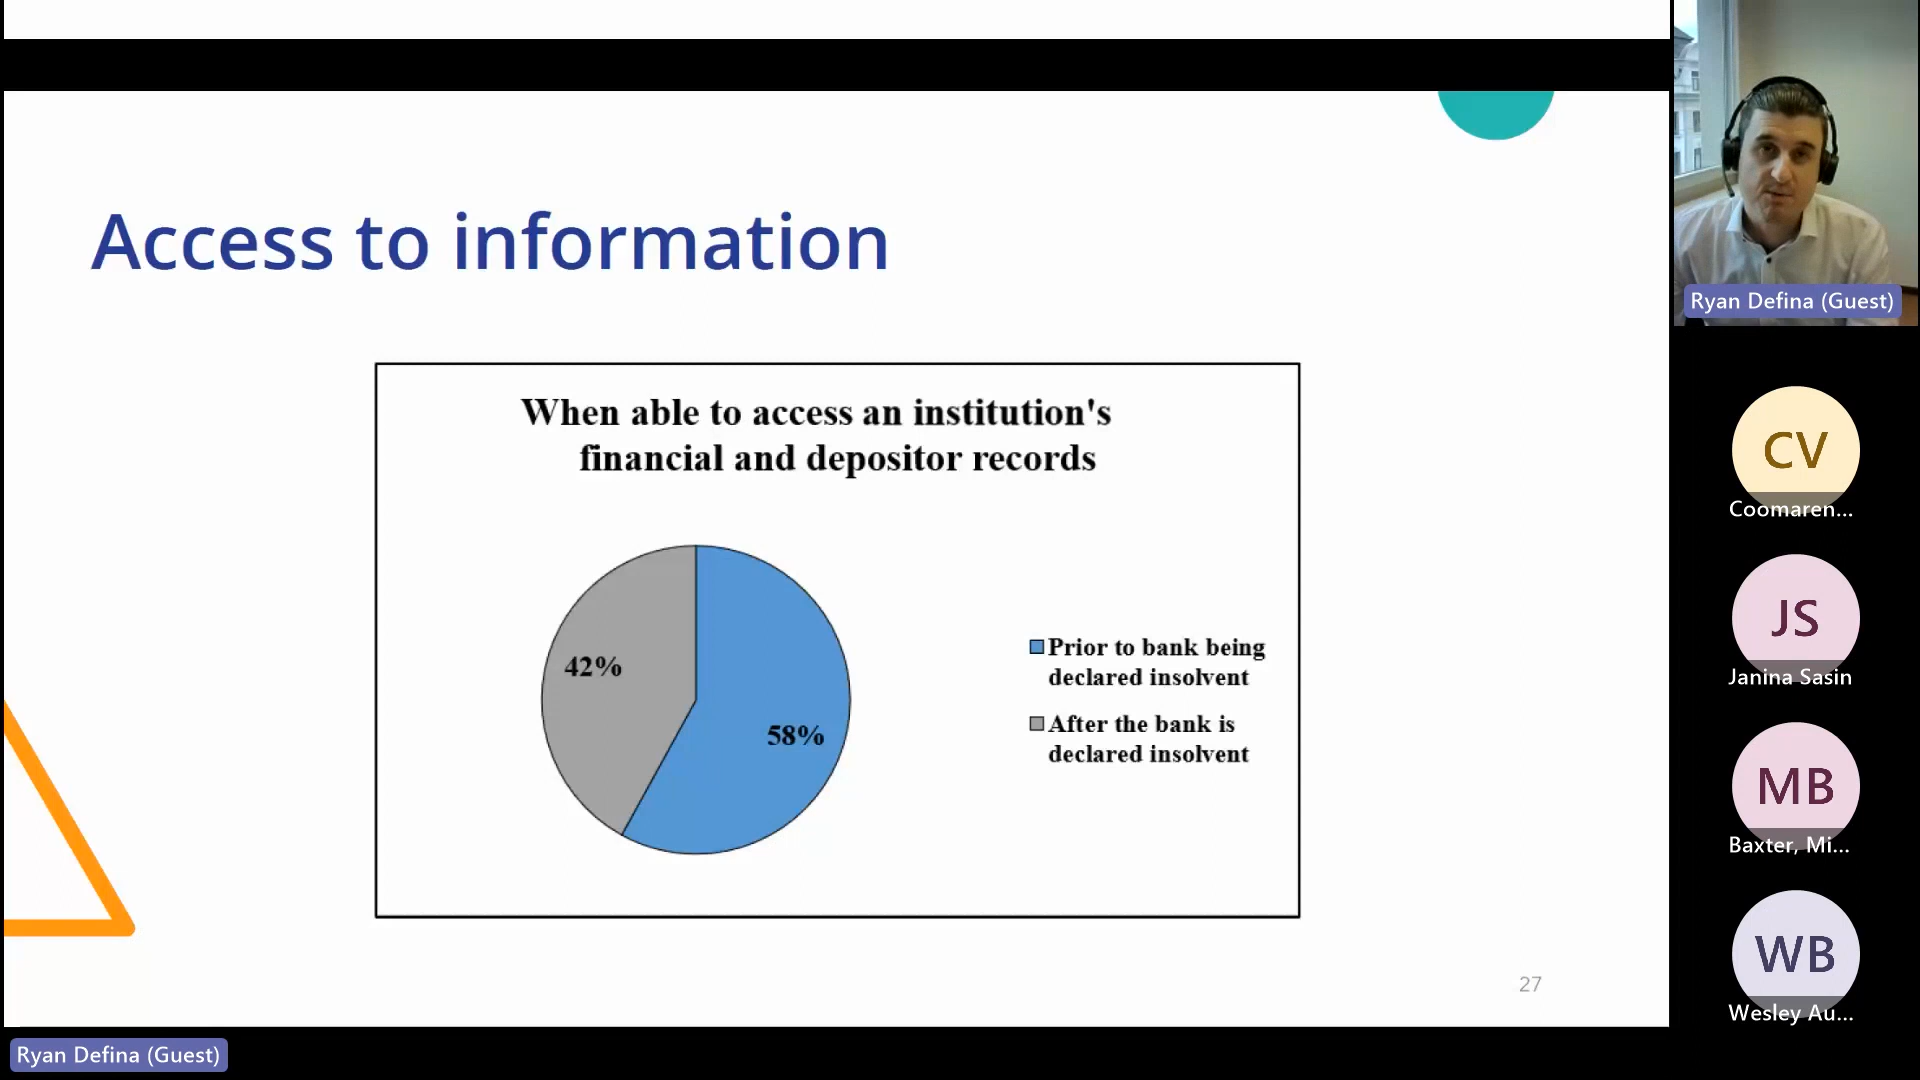 Access to information
When able to access an institution's
financial and depositor records
42%
58%
Prior to bank being
declared insolvent
After the bank is
declared insolvent
27
Ryan Defina (Guest)
Ryan Defina (Guest)
CV
Coomaren...
JS
Janina Sasin
MB
Baxter, Mi...
WB
Wesley Au...